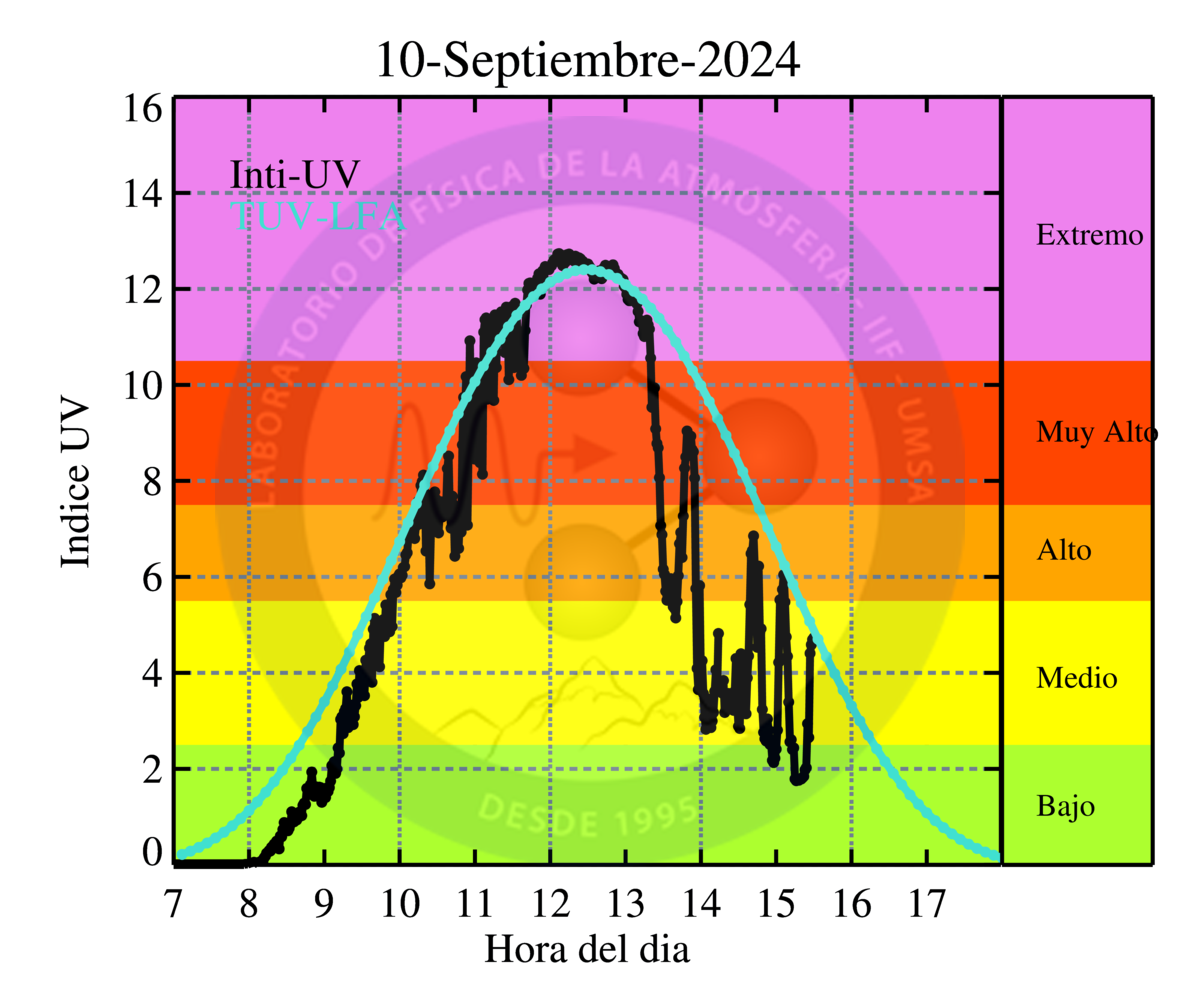 10-Septiembre-2024
16
14
12
10
8
6
4
2
0
Indice UV
Inti-UV
TUV-LFA
LABORATORIO DE FÍSICA DE LA ATMÓSFERA - IIF - UMSA
DESDE 1995
Extremo
Muy Alto
Alto
Medio
Bajo
7 8 9 10 11 12 13 14 15 16 17
Hora del dia